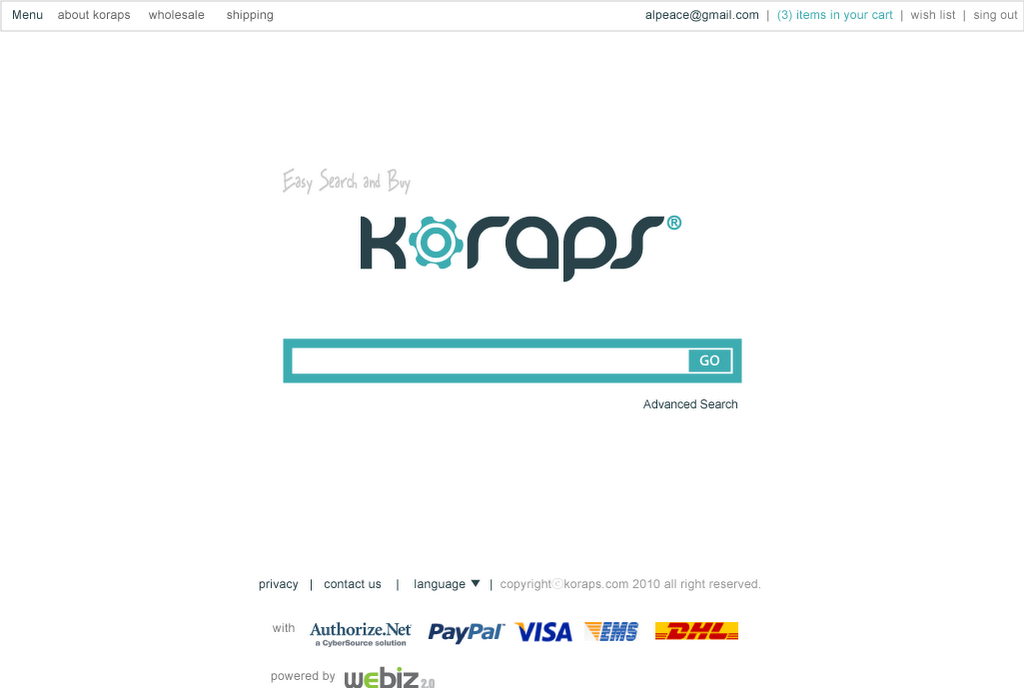 Menu about koraps wholesale shipping alpeace@gmail.com | (3) items in your cart | wish list | sing out
Easy Search and Buy
koraps®
GO
Advanced Search
privacy | contact us | language ▼ | copyrightⓒkoraps.com 2010 all right reserved.
with Authorize.Net PayPal VISA EMS DHL
a CyberSource solution
powered by webiz 2.0